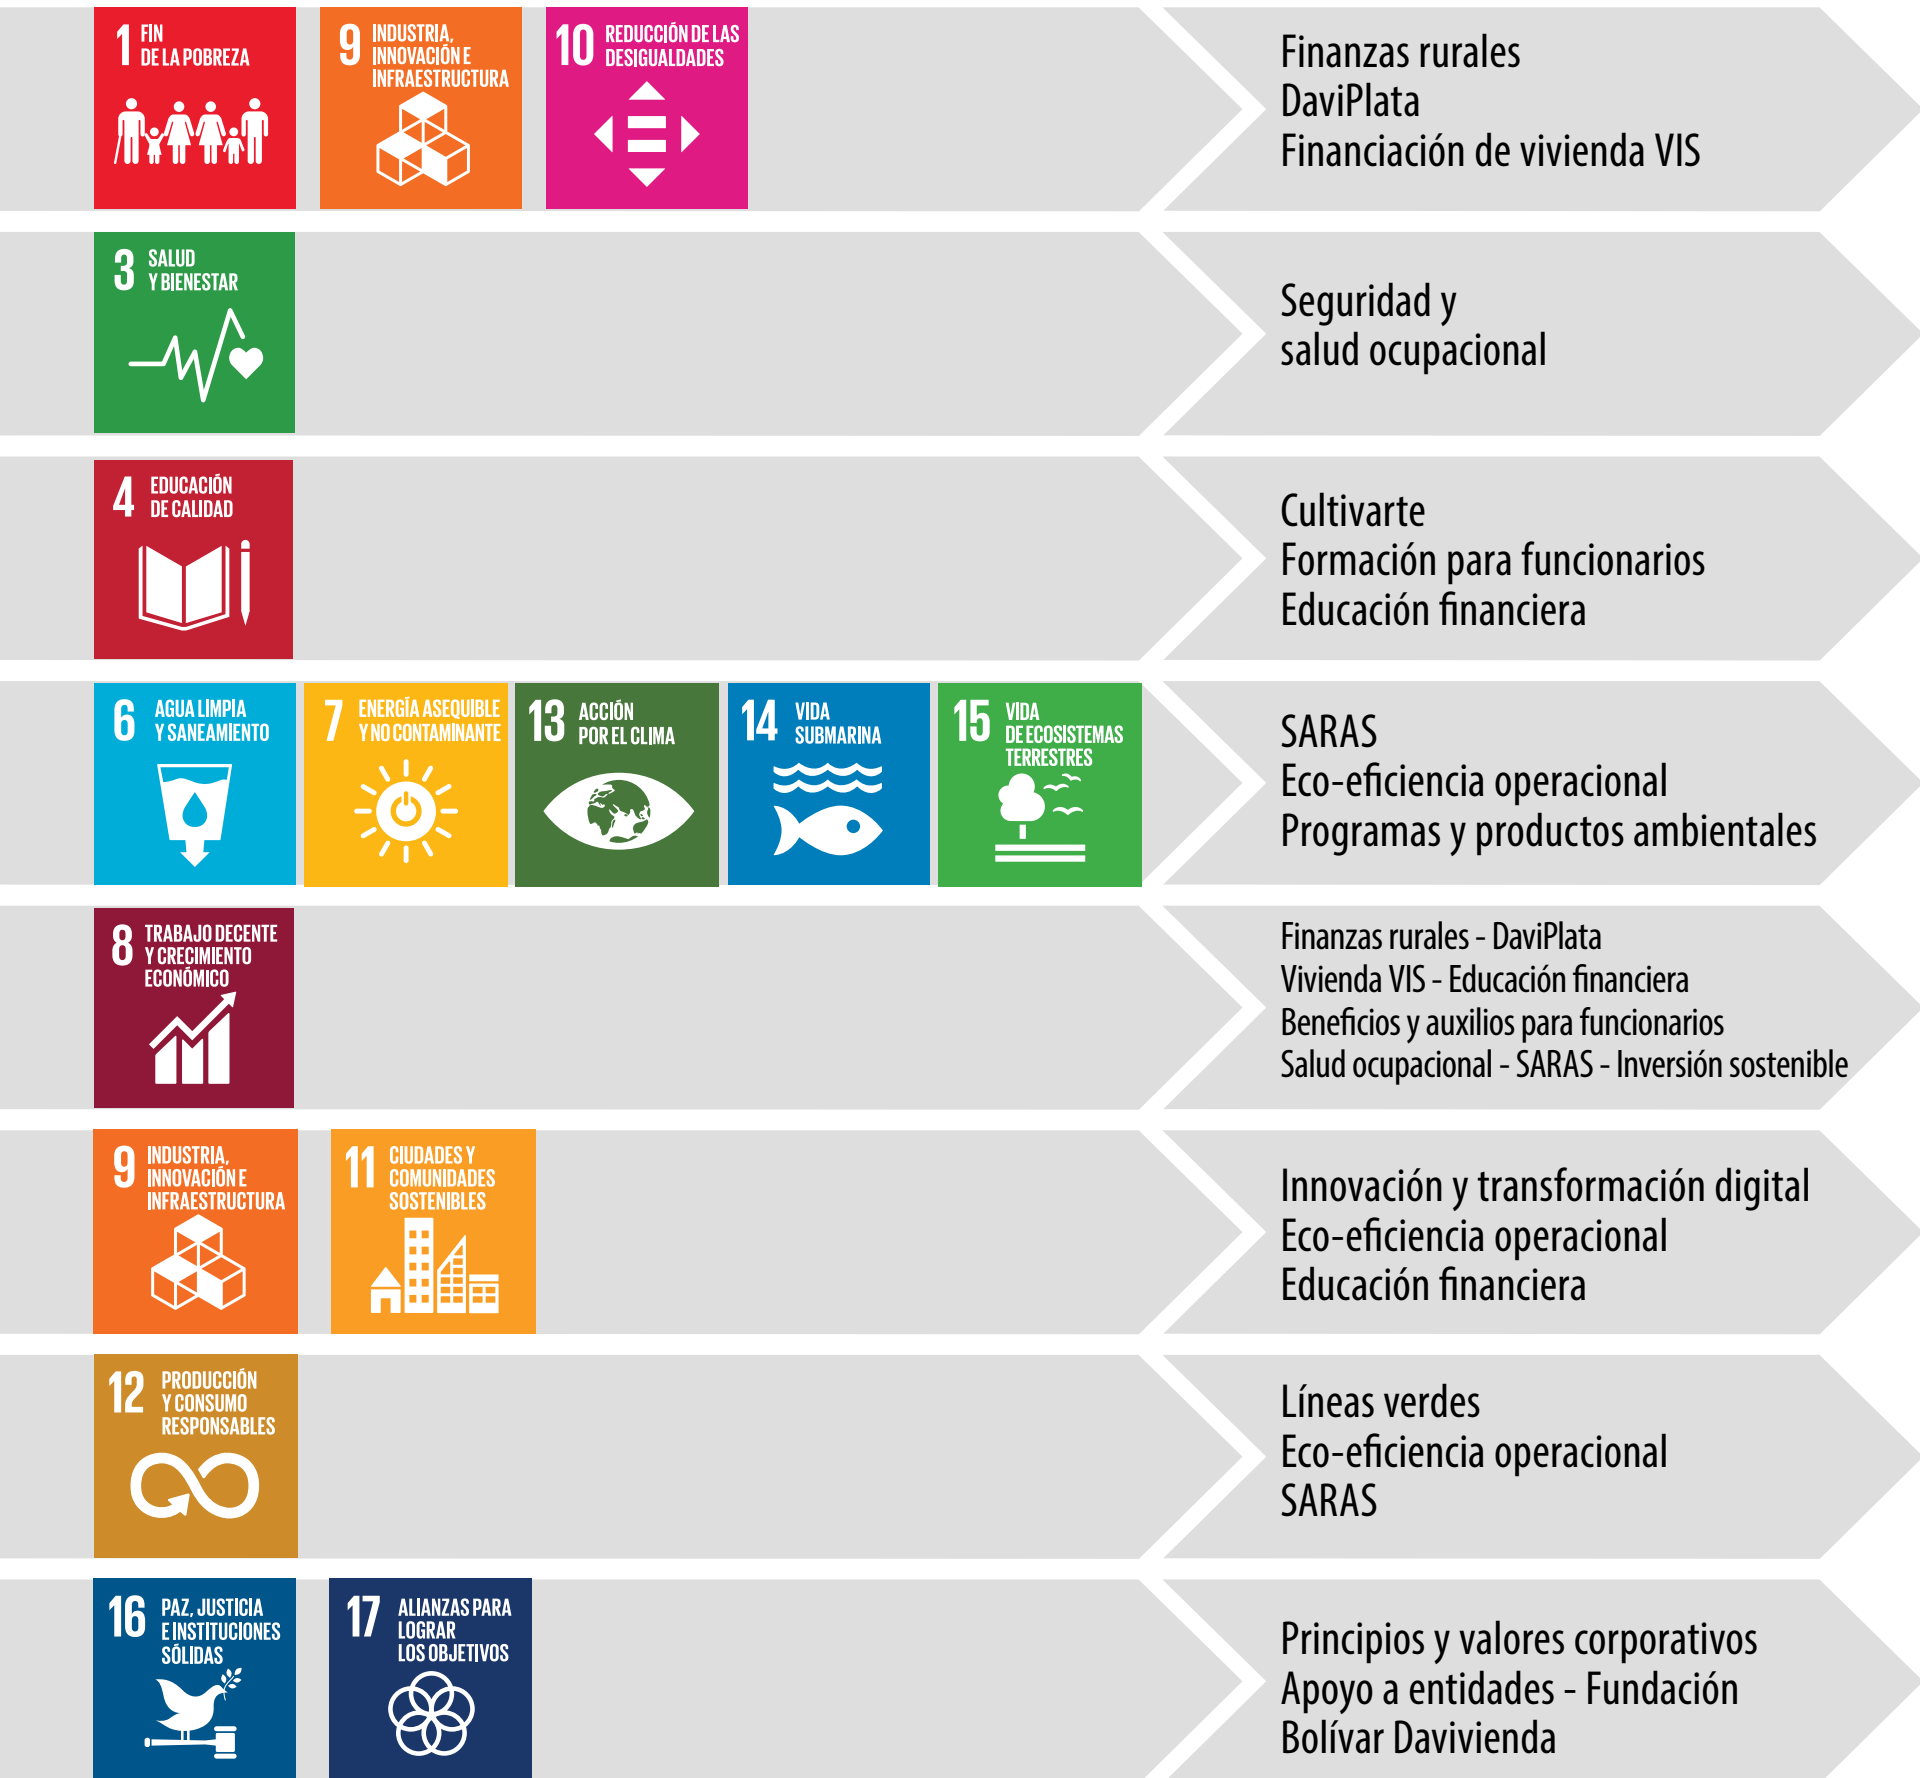 1 FIN
DE LA POBREZA
9 INDUSTRIA,
INNOVACIÓN E
INFRAESTRUCTURA
10 REDUCCIÓN DE LAS
DESIGUALDADES
Finanzas rurales
DaviPlata
Financiación de vivienda VIS
3 SALUD
Y BIENESTAR
Seguridad y
salud ocupacional
4 EDUCACIÓN
DE CALIDAD
Cultivarte
Formación para funcionarios
Educación financiera
6 AGUA LIMPIA
Y SANEAMIENTO
7 ENERGÍA ASEQUIBLE
Y NO CONTAMINANTE
13 ACCIÓN
POR EL CLIMA
14 VIDA
SUBMARINA
15 VIDA
DE ECOSISTEMAS
TERRESTRES
SARAS
Eco-eficiencia operacional
Programas y productos ambientales
8 TRABAJO DECENTE
Y CRECIMIENTO
ECONÓMICO
Finanzas rurales - DaviPlata
Vivienda VIS - Educación financiera
Beneficios y auxilios para funcionarios
Salud ocupacional - SARAS - Inversión sostenible
9 INDUSTRIA,
INNOVACIÓN E
INFRAESTRUCTURA
11 CIUDADES Y
COMUNIDADES
SOSTENIBLES
Innovación y transformación digital
Eco-eficiencia operacional
Educación financiera
12 PRODUCCIÓN
Y CONSUMO
RESPONSABLES
Líneas verdes
Eco-eficiencia operacional
SARAS
16 PAZ, JUSTICIA
E INSTITUCIONES
SÓLIDAS
17 ALIANZAS PARA
LOGRAR
LOS OBJETIVOS
Principios y valores corporativos
Apoyo a entidades - Fundación
Bolívar Davivienda